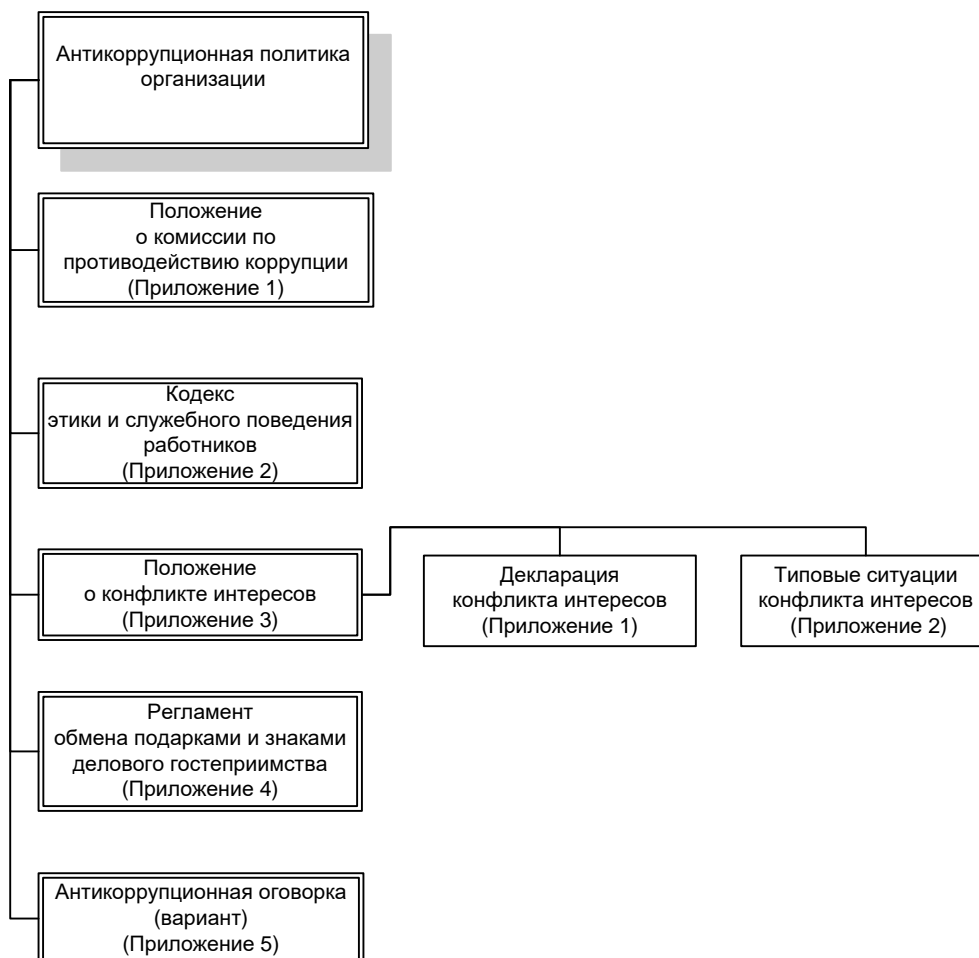 Антикоррупционная политика
организации
Положение
о комиссии по
противодействию коррупции
(Приложение 1)
Кодекс
этики и служебного поведения
работников
(Приложение 2)
Положение
о конфликте интересов
(Приложение 3)
Декларация
конфликта интересов
(Приложение 1)
Типовые ситуации
конфликта интересов
(Приложение 2)
Регламент
обмена подарками и знаками
делового гостеприимства
(Приложение 4)
Антикоррупционная оговорка
(вариант)
(Приложение 5)